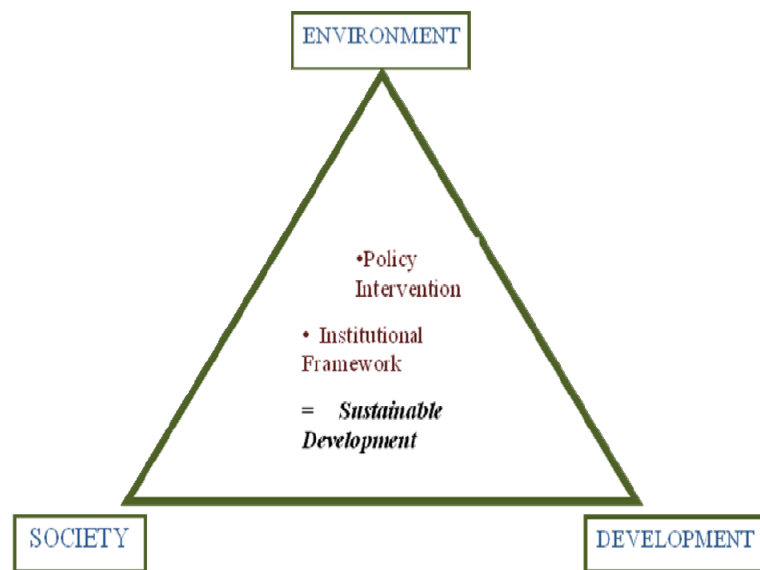 ENVIRONMENT
•Policy
Intervention
• Institutional
Framework
= Sustainable
Development
SOCIETY
DEVELOPMENT